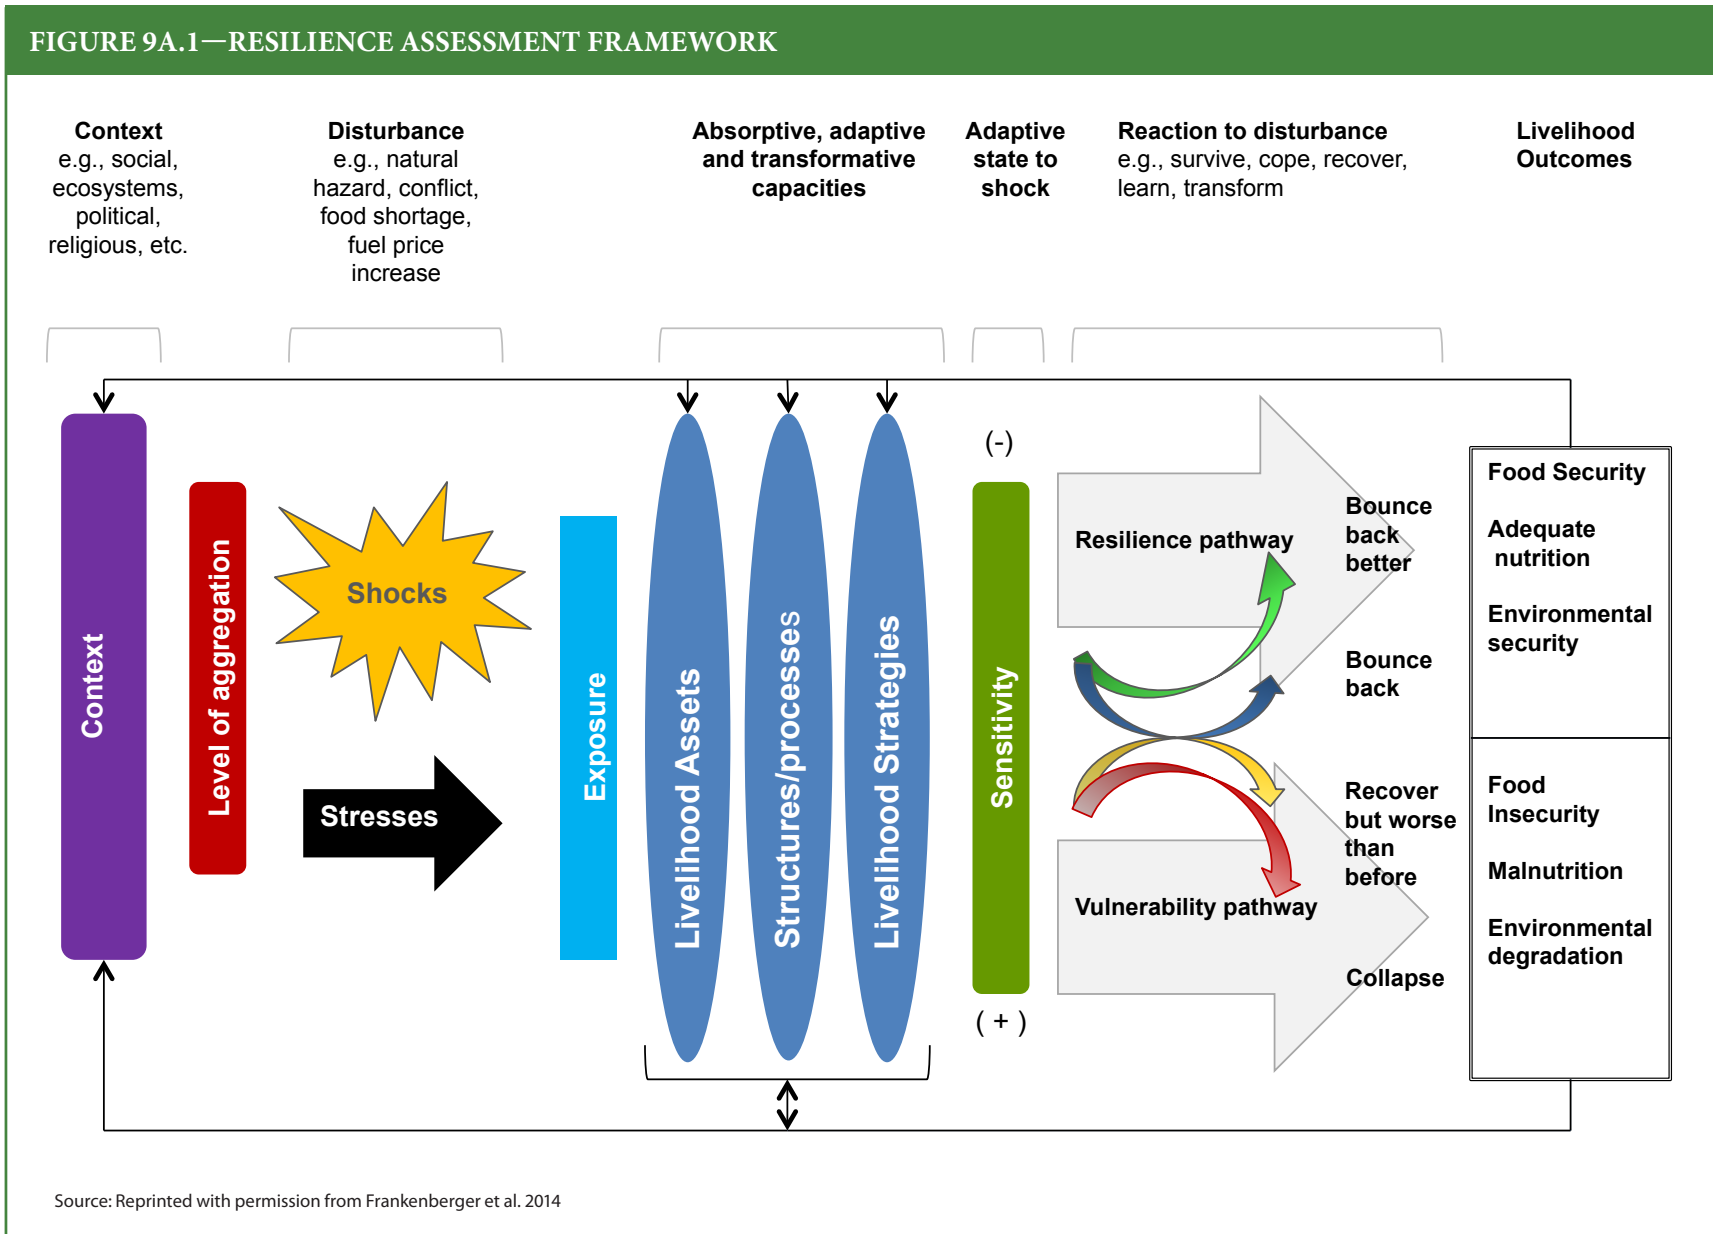 FIGURE 9A.1—RESILIENCE ASSESSMENT FRAMEWORK
Context
e.g., social,
ecosystems,
political,
religious, etc.
Disturbance
e.g., natural
hazard, conflict,
food shortage,
fuel price
increase
Absorptive, adaptive
and transformative
capacities
Adaptive
state to
shock
Reaction to disturbance
e.g., survive, cope, recover,
learn, transform
Livelihood
Outcomes
Context
Level of aggregation
Shocks
Stresses
Exposure
Livelihood Assets
Structures/processes
Livelihood Strategies
(-)
Sensitivity
( + )
Resilience pathway
Bounce
back
better
Bounce
back
Vulnerability pathway
Recover
but worse
than
before
Collapse
Food Security
Adequate
nutrition
Environmental
security
Food
Insecurity
Malnutrition
Environmental
degradation
Source: Reprinted with permission from Frankenberger et al. 2014